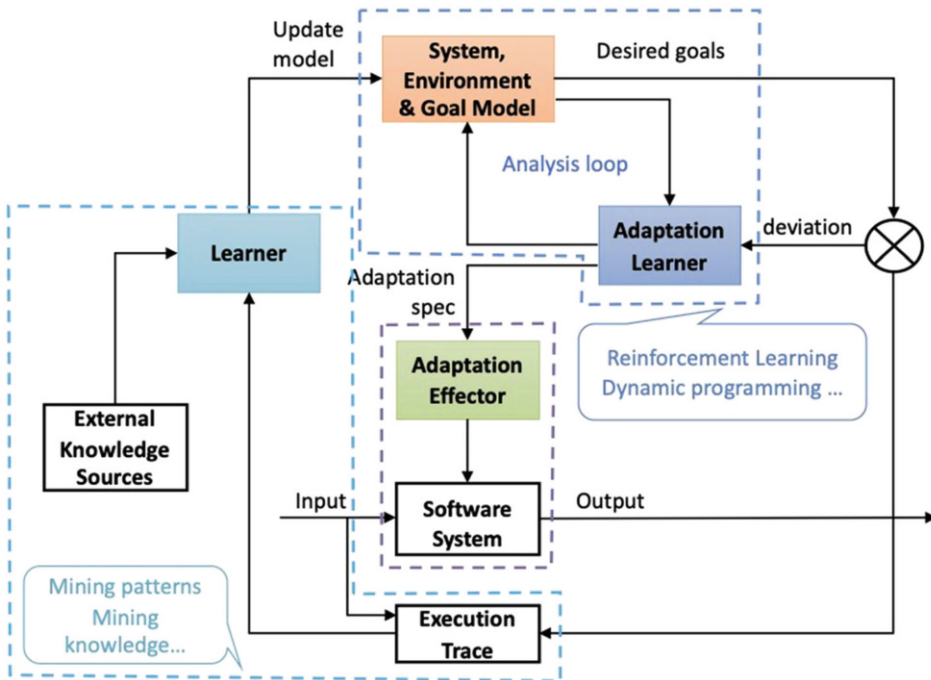 Update
model
System,
Environment
& Goal Model
Desired goals
Analysis loop
Learner
Adaptation
Learner
deviation
Adaptation
spec
Reinforcement Learning
Dynamic programming ...
Adaptation
Effector
External
Knowledge
Sources
Input
Software
System
Output
Mining patterns
Mining
knowledge...
Execution
Trace